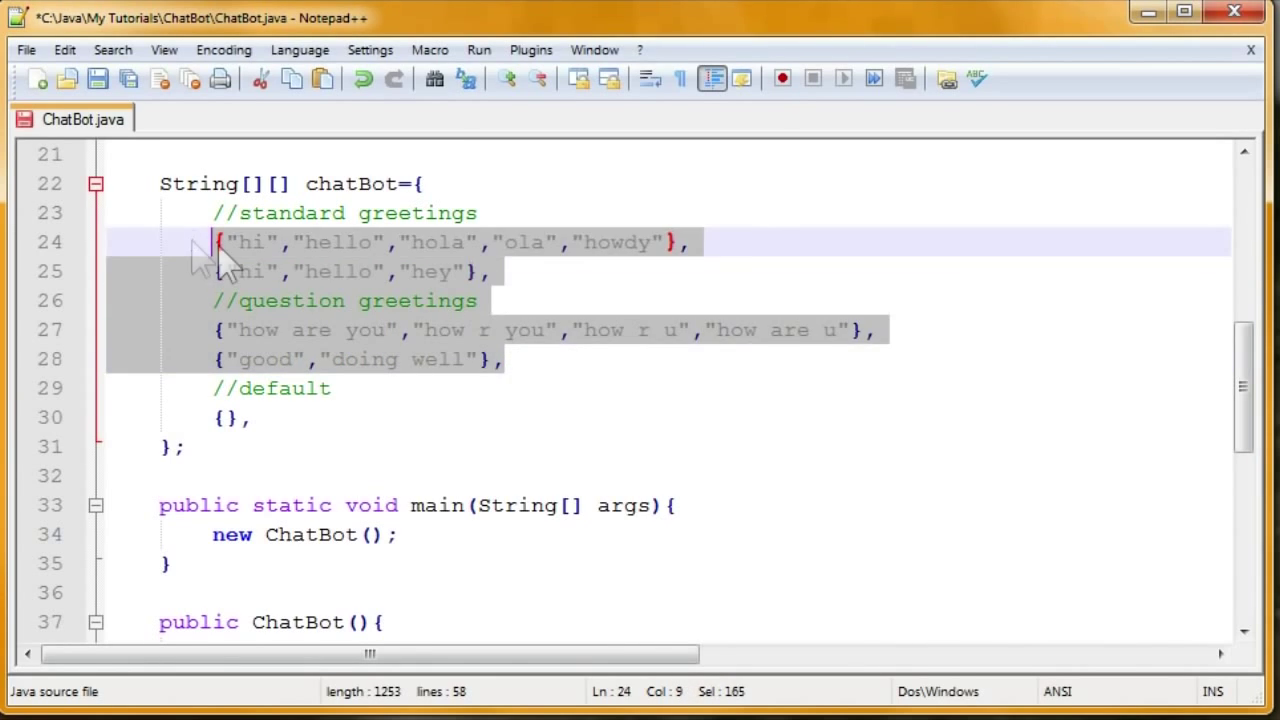 *C:\Java\My Tutorials\ChatBot\ChatBot.java - Notepad++
File Edit Search View Encoding Language Settings Macro Run Plugins Window ? X
ABC
ChatBot.java
21
22 String[][] chatBot={
23 //standard greetings
24 {"hi","hello","hola","ola","howdy"},
25 {"hi","hello","hey"},
26 //question greetings
27 {"how are you","how r you","how r u","how are u"},
28 {"good","doing well"},
29 //default
30 {},
31 };
32
33 public static void main(String[] args){
34 new ChatBot();
35 }
36
37 public ChatBot(){
Java source file length : 1253 lines : 58 Ln : 24 Col : 9 Sel : 165 Dos\Windows ANSI INS